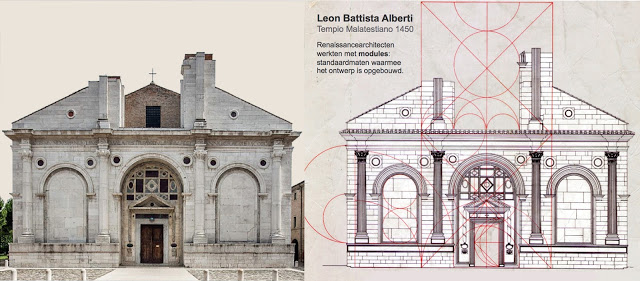 Leon Battista Alberti
Tempio Malatestiano 1450
Renaissancearchitecten
werkten met modules:
standaardmaten waarmee
het ontwerp is opgebouwd.